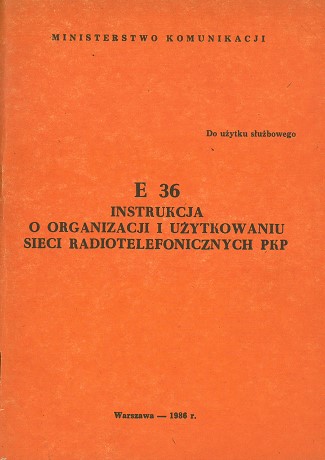 MINISTERSTWO KOMUNIKACJI
Do użytku służbowego
E 36
INSTRUKCJA
O ORGANIZACJI I UŻYTKOWANIU
SIECI RADIOTELEFONICZNYCH PKP
Warszawa — 1986 r.